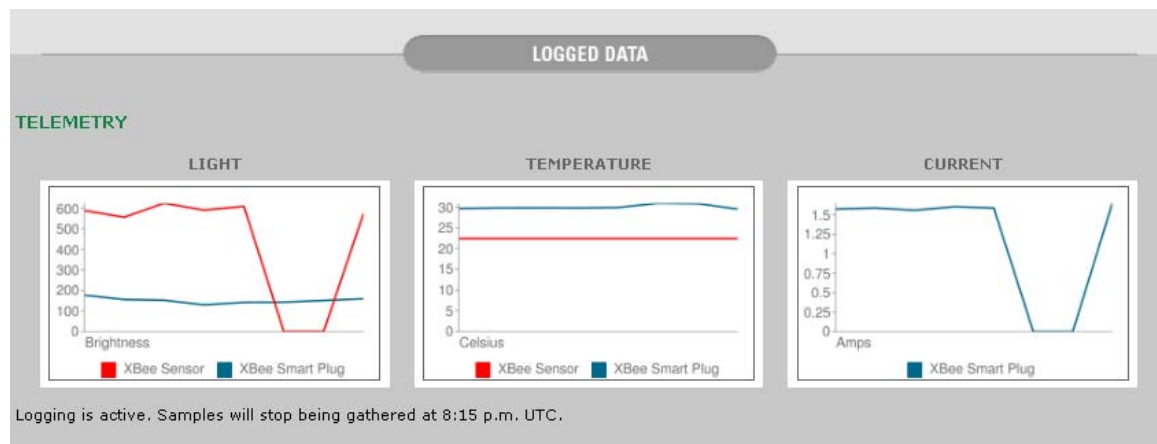 LOGGED DATA
TELEMETRY
LIGHT
600
500
400
300
200
100
0
Brightness
XBee Sensor XBee Smart Plug
TEMPERATURE
30
25
20
15
10
5
0
Celsius
XBee Sensor XBee Smart Plug
CURRENT
1.5
1.25
1
0.75
0.5
0.25
0
Amps
XBee Smart Plug
Logging is active. Samples will stop being gathered at 8:15 p.m. UTC.